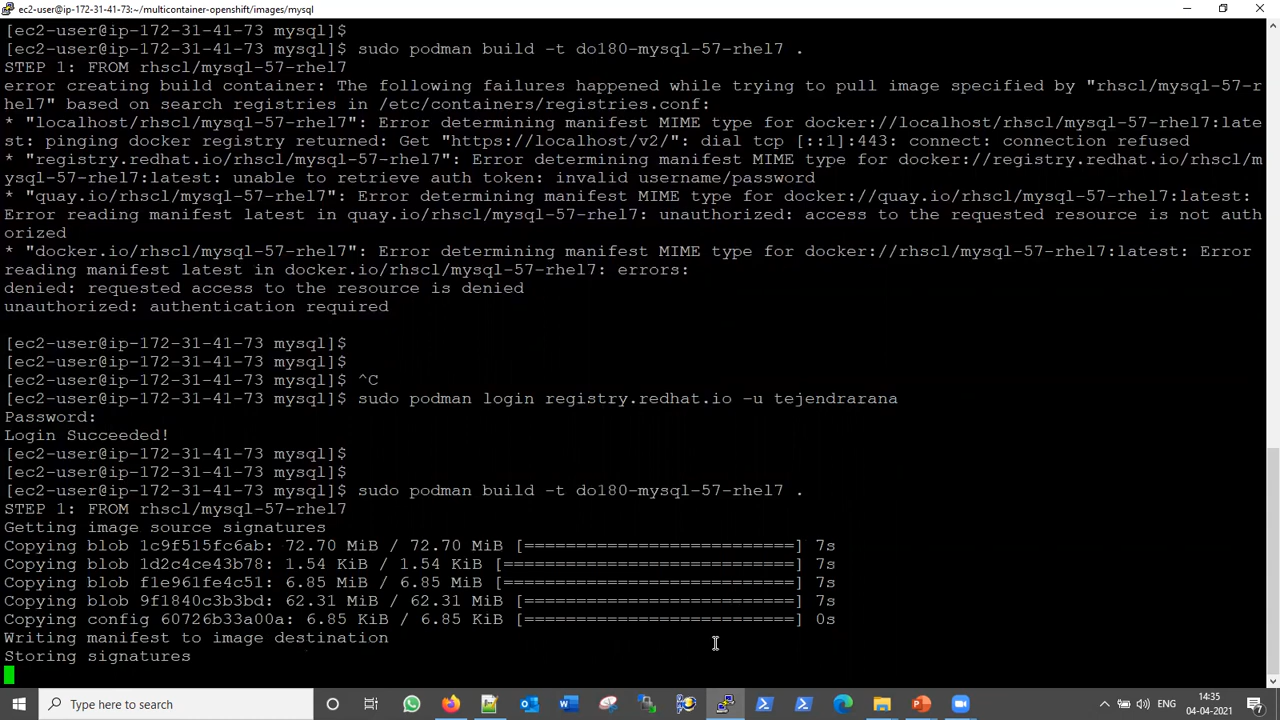 ec2-user@ip-172-31-41-73:~/multicontainer-openshift/images/mysql
[ec2-user@ip-172-31-41-73 mysql]$
[ec2-user@ip-172-31-41-73 mysql]$ sudo podman build -t do180-mysql-57-rhel7 .
STEP 1: FROM rhscl/mysql-57-rhel7
error creating build container: The following failures happened while trying to pull image specified by "rhscl/mysql-57-r
hel7" based on search registries in /etc/containers/registries.conf:
* "localhost/rhscl/mysql-57-rhel7": Error determining manifest MIME type for docker://localhost/rhscl/mysql-57-rhel7:late
st: pinging docker registry returned: Get "https://localhost/v2/": dial tcp [::1]:443: connect: connection refused
* "registry.redhat.io/rhscl/mysql-57-rhel7": Error determining manifest MIME type for docker://registry.redhat.io/rhscl/m
ysql-57-rhel7:latest: unable to retrieve auth token: invalid username/password
* "quay.io/rhscl/mysql-57-rhel7": Error determining manifest MIME type for docker://quay.io/rhscl/mysql-57-rhel7:latest:
Error reading manifest latest in quay.io/rhscl/mysql-57-rhel7: unauthorized: access to the requested resource is not auth
orized
* "docker.io/rhscl/mysql-57-rhel7": Error determining manifest MIME type for docker://rhscl/mysql-57-rhel7:latest: Error
reading manifest latest in docker.io/rhscl/mysql-57-rhel7: errors:
denied: requested access to the resource is denied
unauthorized: authentication required
[ec2-user@ip-172-31-41-73 mysql]$
[ec2-user@ip-172-31-41-73 mysql]$
[ec2-user@ip-172-31-41-73 mysql]$ ^C
[ec2-user@ip-172-31-41-73 mysql]$ sudo podman login registry.redhat.io -u tejendrarana
Password:
Login Succeeded!
[ec2-user@ip-172-31-41-73 mysql]$
[ec2-user@ip-172-31-41-73 mysql]$
[ec2-user@ip-172-31-41-73 mysql]$ sudo podman build -t do180-mysql-57-rhel7 .
STEP 1: FROM rhscl/mysql-57-rhel7
Getting image source signatures
Copying blob 1c9f515fc6ab: 72.70 MiB / 72.70 MiB [==========================] 7s
Copying blob 1d2c4ce43b78: 1.54 KiB / 1.54 KiB [============================] 7s
Copying blob f1e961fe4c51: 6.85 MiB / 6.85 MiB [============================] 7s
Copying blob 9f1840c3b3bd: 62.31 MiB / 62.31 MiB [==========================] 7s
Copying config 60726b33a00a: 6.85 KiB / 6.85 KiB [==========================] 0s
Writing manifest to image destination
Storing signatures
Type here to search
ENG
14:35
04-04-2021